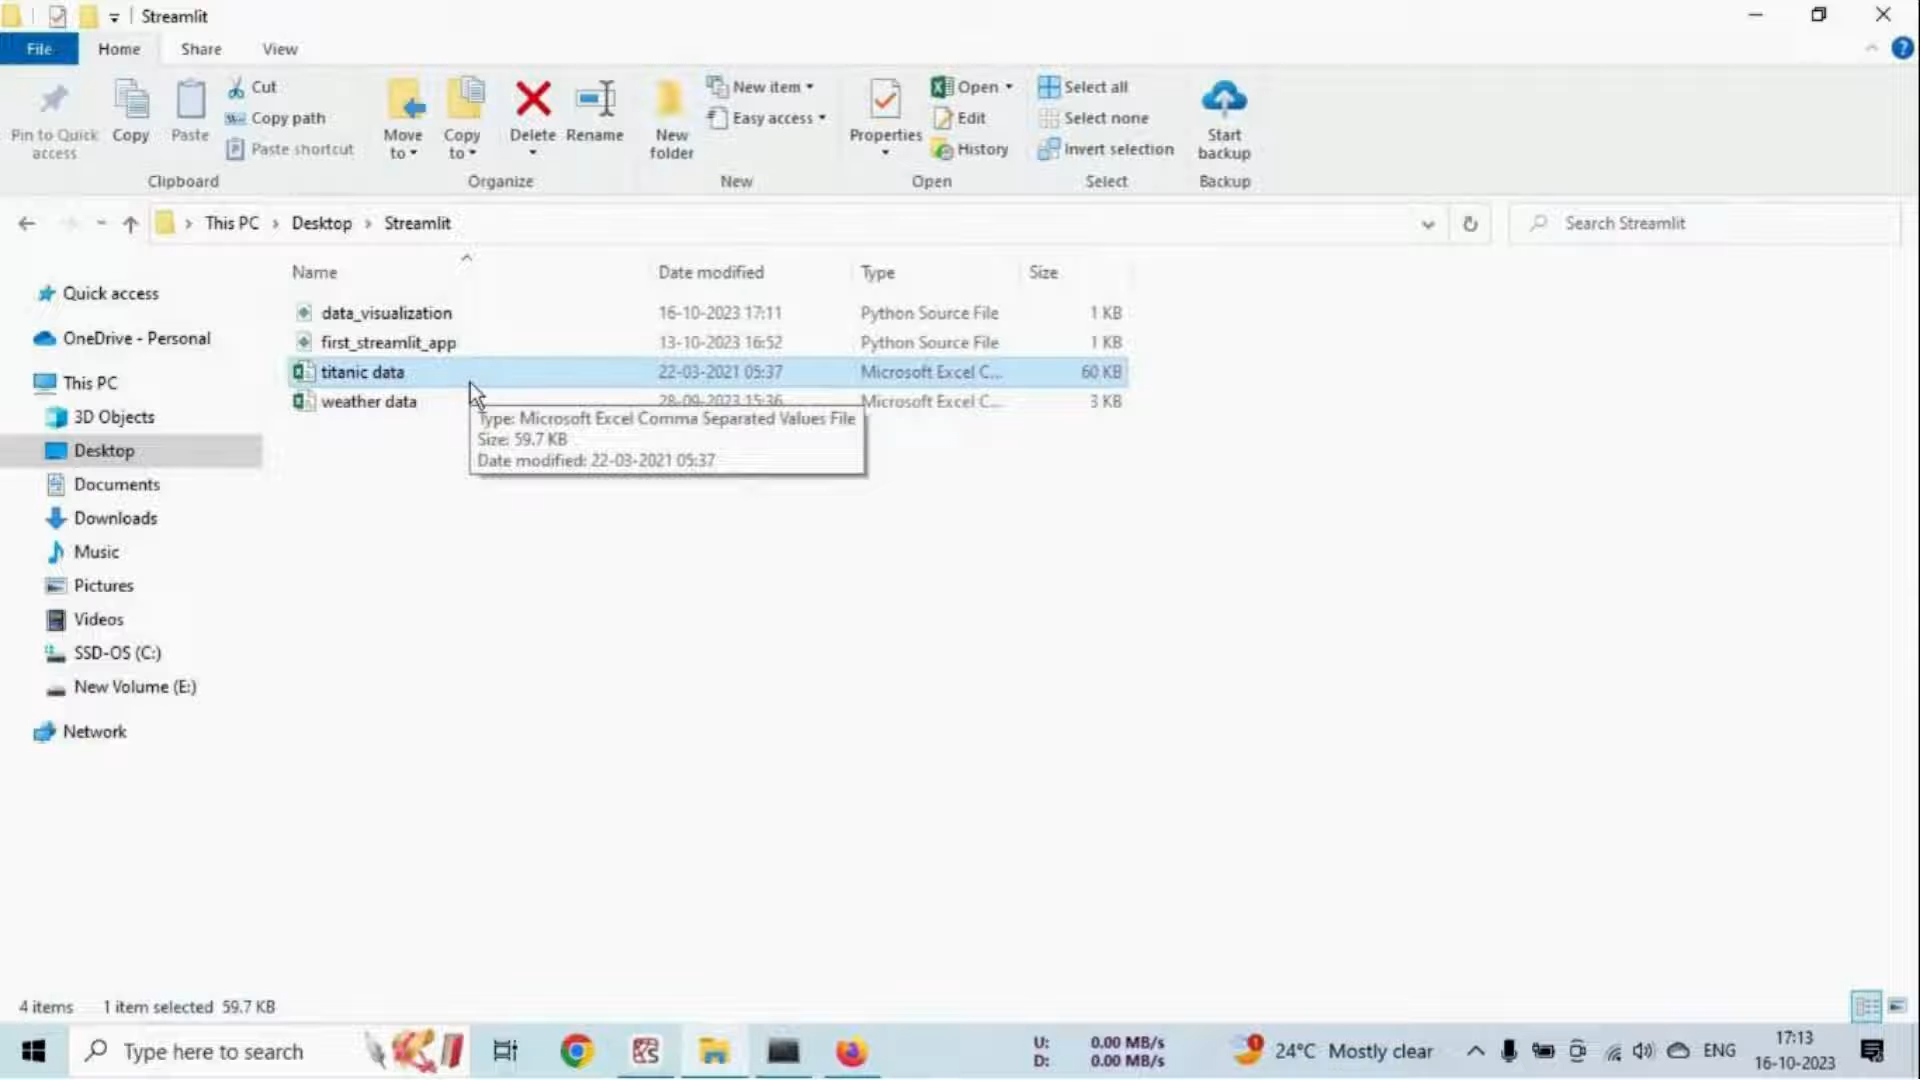 Streamlit
File Home Share View
Pin to Quick access
Copy
Paste
Cut
Copy path
Paste shortcut
Clipboard
Move to
Copy to
Delete
Rename
Organize
New folder
New item
Easy access
New
Properties
Open
Edit
History
Open
Select all
Select none
Invert selection
Select
Start backup
Backup
This PC > Desktop > Streamlit
Search Streamlit
Quick access
OneDrive - Personal
This PC
3D Objects
Desktop
Documents
Downloads
Music
Pictures
Videos
SSD-OS (C:)
New Volume (E:)
Network
Name Date modified Type Size
data_visualization 16-10-2023 17:11 Python Source File 1 KB
first_streamlit_app 13-10-2023 16:52 Python Source File 1 KB
titanic data 22-03-2021 05:37 Microsoft Excel C... 60 KB
weather data 28-09-2023 15:36 Microsoft Excel C... 3 KB
Type: Microsoft Excel Comma Separated Values File
Size: 59.7 KB
Date modified: 22-03-2021 05:37
4 items 1 item selected 59.7 KB
Type here to search
U: 0.00 MB/s
D: 0.00 MB/s
24°C Mostly clear
ENG
17:13
16-10-2023